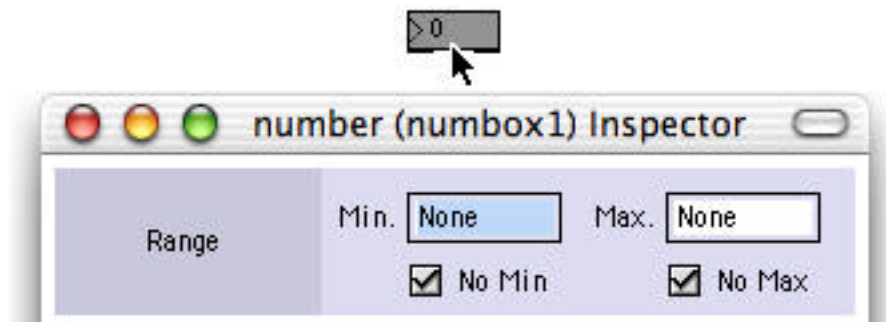 0
number (numbox1) Inspector
Range
Min. None
Max. None
No Min
No Max